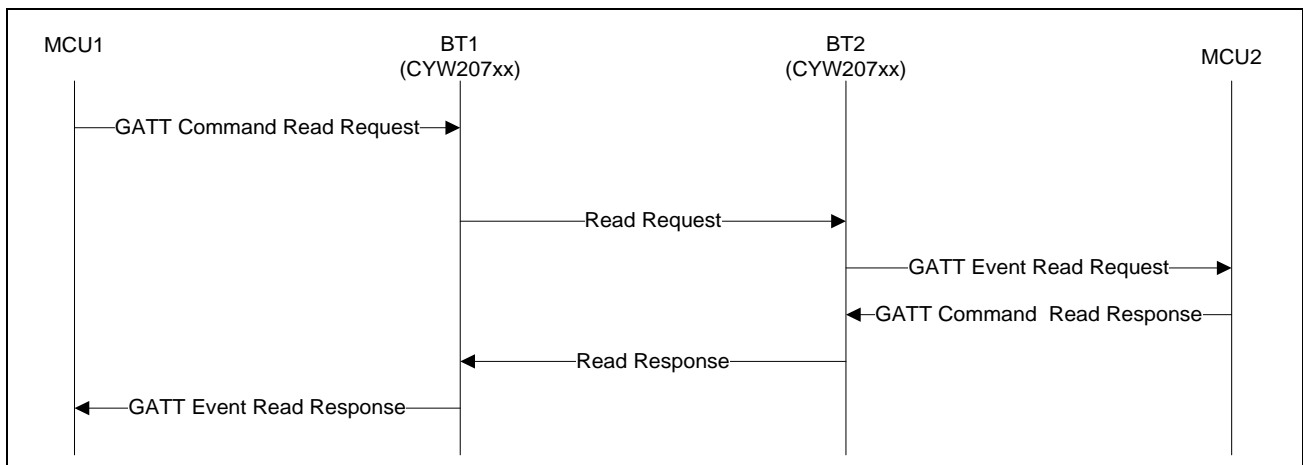 MCU1
BT1
(CYW207xx)
BT2
(CYW207xx)
MCU2
GATT Command Read Request
Read Request
GATT Event Read Request
GATT Command  Read Response
Read Response
GATT Event Read Response